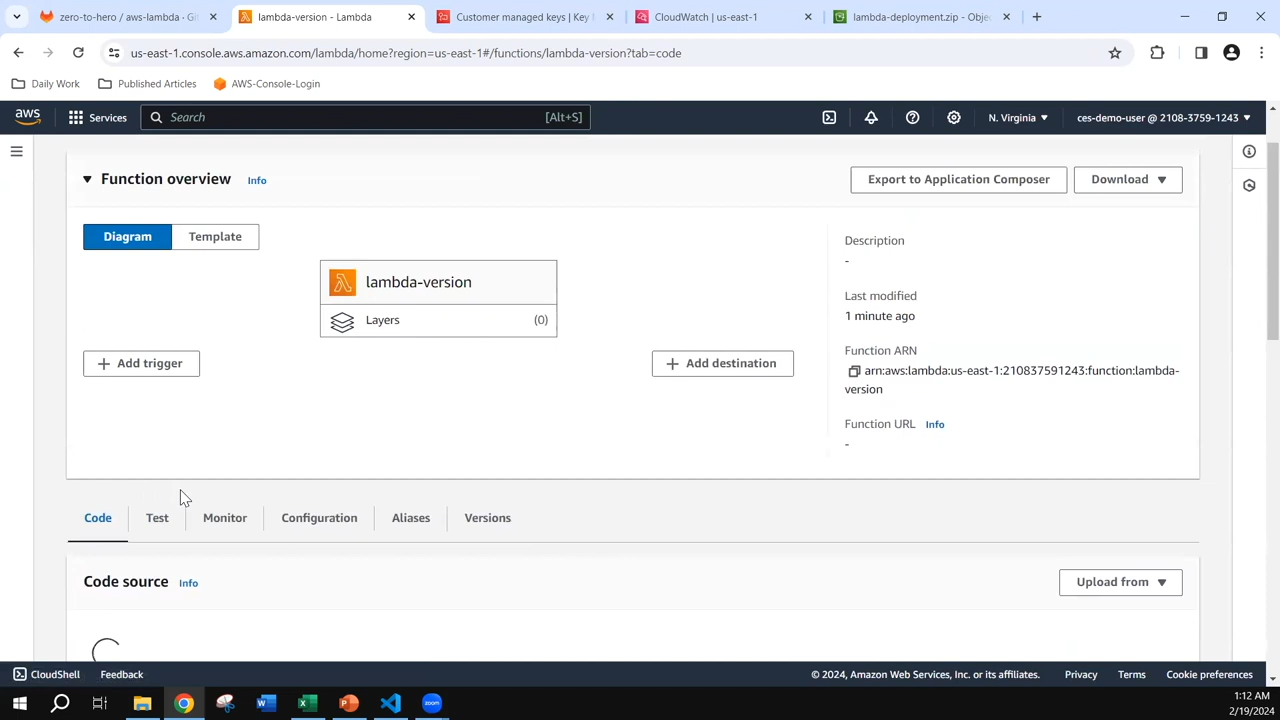 zero-to-hero / aws-lambda · Gi
lambda-version - Lambda
Customer managed keys | Key
CloudWatch | us-east-1
lambda-deployment.zip - Obje
us-east-1.console.aws.amazon.com/lambda/home?region=us-east-1#/functions/lambda-version?tab=code
Daily Work
Published Articles
AWS-Console-Login
aws
Services
Search
[Alt+S]
N. Virginia
ces-demo-user @ 2108-3759-1243
Function overview
Info
Export to Application Composer
Download
Diagram
Template
lambda-version
Layers
(0)
+ Add trigger
+ Add destination
Description
-
Last modified
1 minute ago
Function ARN
arn:aws:lambda:us-east-1:210837591243:function:lambda-
version
Function URL
Info
-
Code
Test
Monitor
Configuration
Aliases
Versions
Code source
Info
Upload from
CloudShell
Feedback
© 2024, Amazon Web Services, Inc. or its affiliates.
Privacy
Terms
Cookie preferences
zoom
1:12 AM
2/19/2024